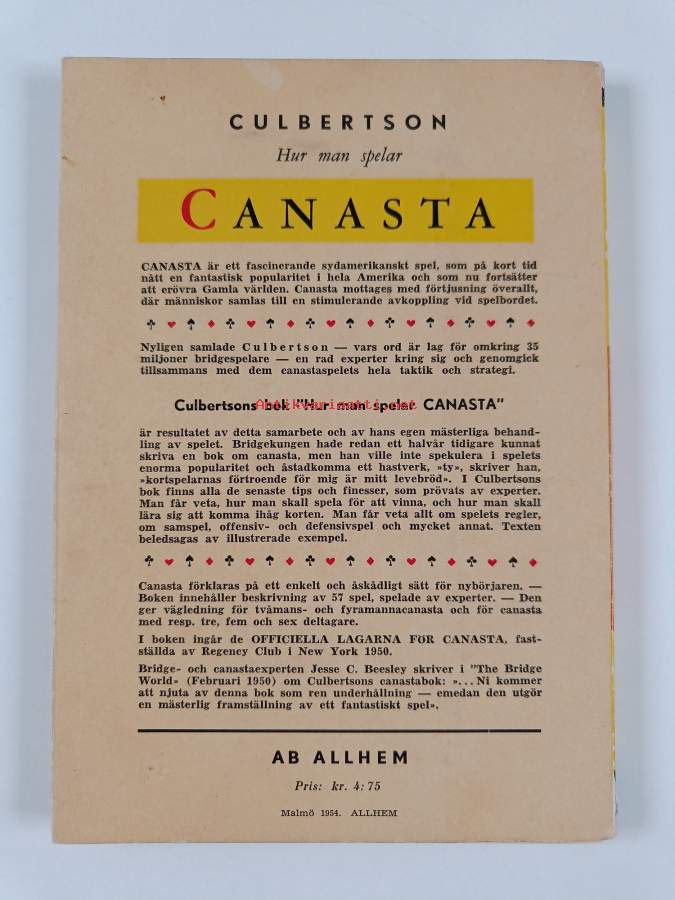 CULBERTSON
Hur man spelar
CANASTA
CANASTA är ett fascinerande sydamerikanskt spel, som på kort tid
nått en fantastisk popularitet i hela Amerika och som nu fortsätter
att erövra Gamla världen. Canasta mottages med förtjusning överallt,
där människor samlas till en stimulerande avkoppling vid spelbordet.
Nyligen samlade Culbertson — vars ord är lag för omkring 35
miljoner bridgespelare — en rad experter kring sig och genomgick
tillsammans med dem canastaspelets hela taktik och strategi.
Culbertsons bok "Hur man spelar CANASTA"
Antikvariaatti.net
är resultatet av detta samarbete och av hans egen mästerliga behand-
ling av spelet. Bridgekungen hade redan ett halvår tidigare kunnat
skriva en bok om canasta, men han ville inte spekulera i spelets
enorma popularitet och åstadkomma ett hastverk, »ty», skriver han,
»kortspelarnas förtroende för mig är mitt levebröd». I Culbertsons
bok finns alla de senaste tips och finesser, som prövats av experter.
Man får veta, hur man skall spela för att vinna, och hur man skall
lära sig att komma ihåg korten. Man får veta allt om spelets regler,
om samspel, offensiv- och defensivspel och mycket annat. Texten
beledsagas av illustrerade exempel.
Canasta förklaras på ett enkelt och åskådligt sätt för nybörjaren. —
Boken innehåller beskrivning av 57 spel, spelade av experter. — Den
ger vägledning för tvåmans- och fyramannacanasta och för canasta
med resp. tre, fem och sex deltagare.
I boken ingår de OFFICIELLA LAGARNA FÖR CANASTA, fast-
ställda av Regency Club i New York 1950.
Bridge- och canastaexperten Jesse C. Beesley skriver i "The Bridge
World» (Februari 1950) om Culbertsons canastabok: »...Ni kommer
att njuta av denna bok som ren underhållning — emedan den utgör
en mästerlig framställning av ett fantastiskt spel».
AB ALLHEM
Pris: kr. 4:75
Malmö 1954. ALLHEM